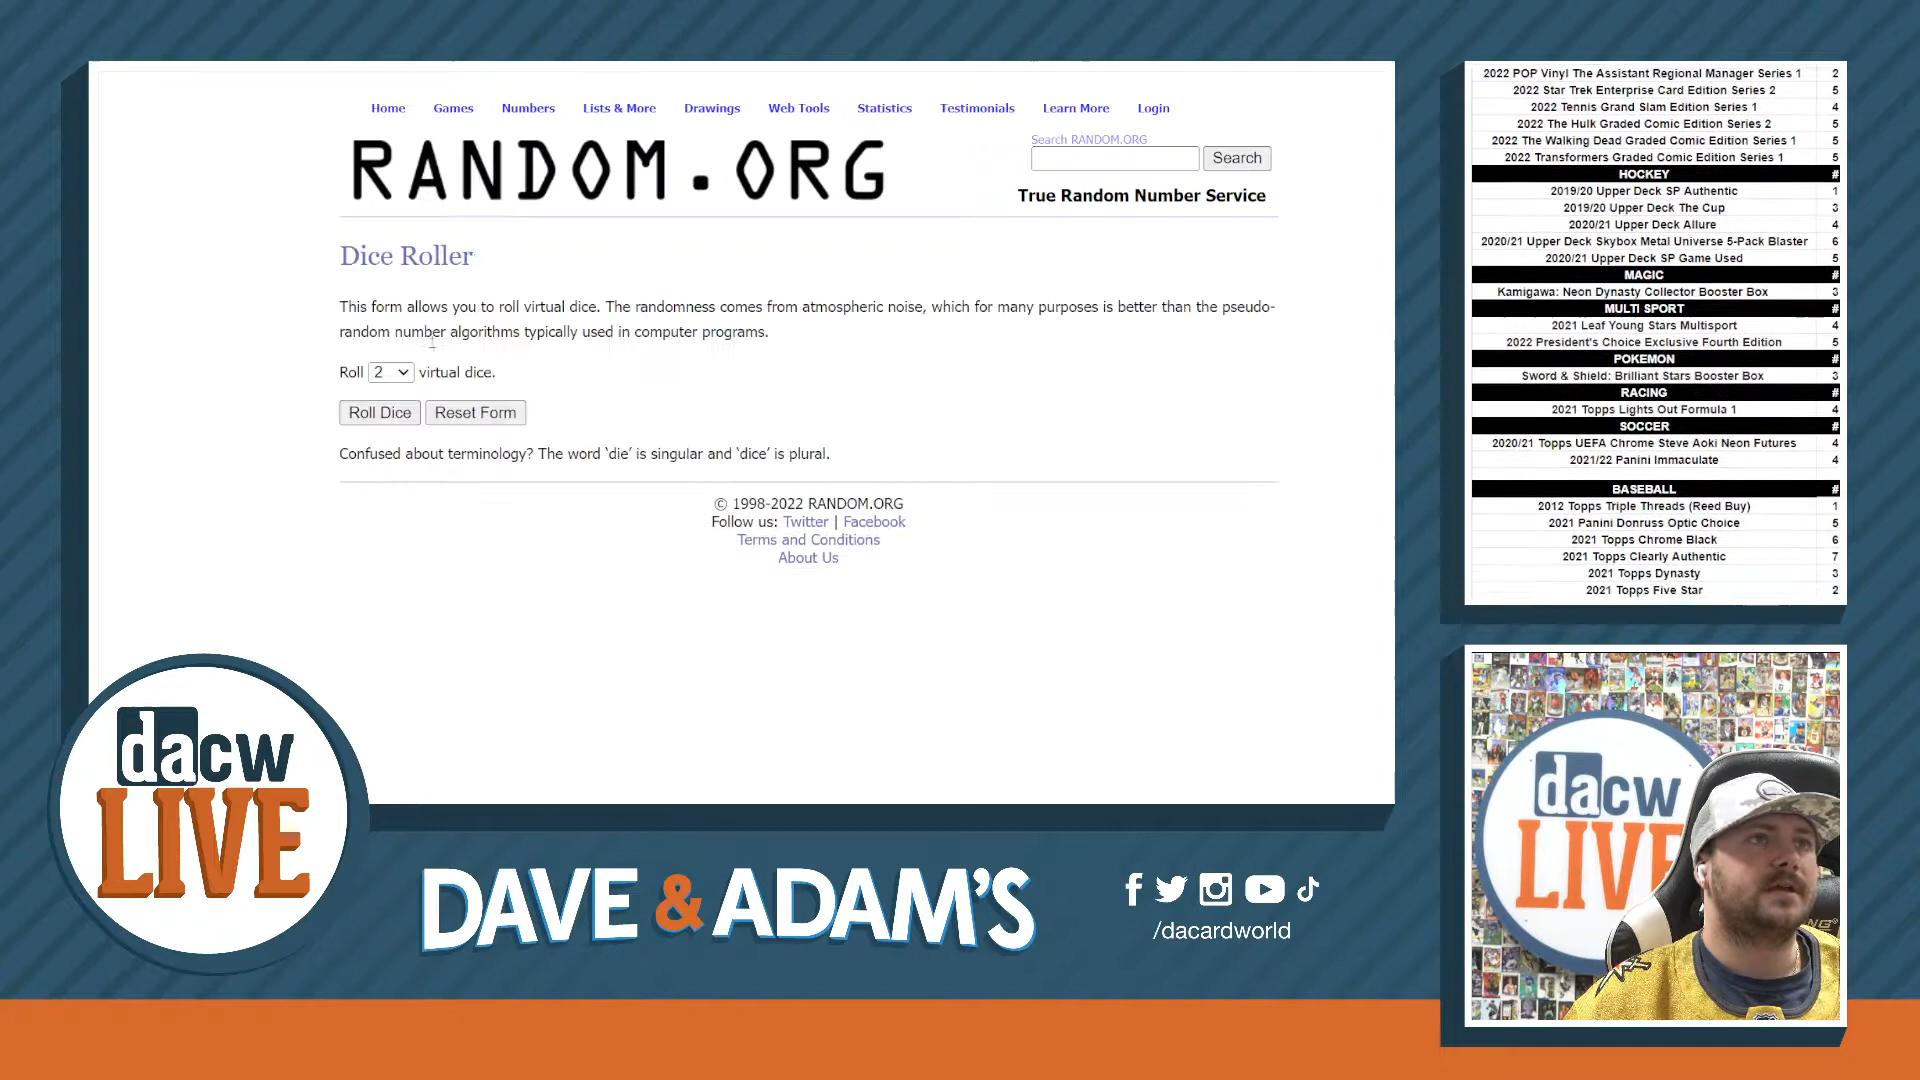 Home Games Numbers Lists & More Drawings Web Tools Statistics Testimonials Learn More Login
RANDOM.ORG
Search RANDOM.ORG
Search
True Random Number Service
Dice Roller
This form allows you to roll virtual dice. The randomness comes from atmospheric noise, which for many purposes is better than the pseudo-
random number algorithms typically used in computer programs.
Roll 2 virtual dice.
Roll Dice Reset Form
Confused about terminology? The word ‘die’ is singular and ‘dice’ is plural.
© 1998-2022 RANDOM.ORG
Follow us: Twitter | Facebook
Terms and Conditions
About Us
2022 POP Vinyl The Assistant Regional Manager Series 1 2
2022 Star Trek Enterprise Card Edition Series 2 5
2022 Tennis Grand Slam Edition Series 1 4
2022 The Hulk Graded Comic Edition Series 2 5
2022 The Walking Dead Graded Comic Edition Series 1 5
2022 Transformers Graded Comic Edition Series 1 5
HOCKEY #
2019/20 Upper Deck SP Authentic 1
2019/20 Upper Deck The Cup 3
2020/21 Upper Deck Allure 4
2020/21 Upper Deck Skybox Metal Universe 5-Pack Blaster 6
2020/21 Upper Deck SP Game Used 5
MAGIC #
Kamigawa: Neon Dynasty Collector Booster Box 3
MULTI SPORT #
2021 Leaf Young Stars Multisport 4
2022 President's Choice Exclusive Fourth Edition 5
POKEMON #
Sword & Shield: Brilliant Stars Booster Box 3
RACING #
2021 Topps Lights Out Formula 1 4
SOCCER #
2020/21 Topps UEFA Chrome Steve Aoki Neon Futures 4
2021/22 Panini Immaculate 4
BASEBALL #
2012 Topps Triple Threads (Reed Buy) 1
2021 Panini Donruss Optic Choice 5
2021 Topps Chrome Black 6
2021 Topps Clearly Authentic 7
2021 Topps Dynasty 3
2021 Topps Five Star 2
dacw
LIVE
DAVE & ADAM'S
/dacardworld
dacw
LIVE